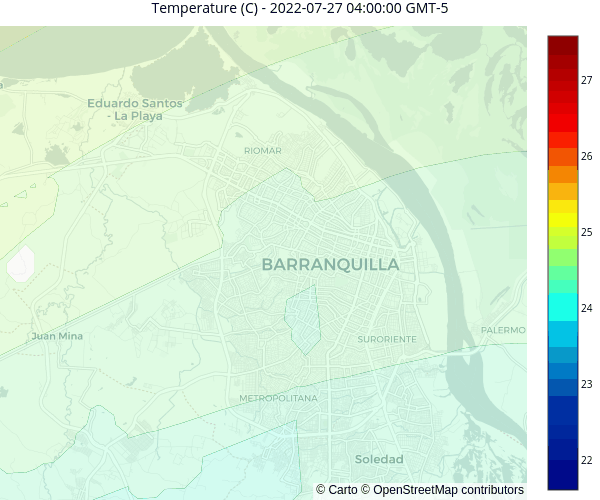 Temperature (C) - 2022-07-27 04:00:00 GMT-5
Eduardo Santos
- La Playa
RIOMAR
BARRANQUILLA
Juan Mina
SURORIENTE
PALERMO
METROPOLITANA
Soledad
© Carto © OpenStreetMap contributors
27
26
25
24
23
22